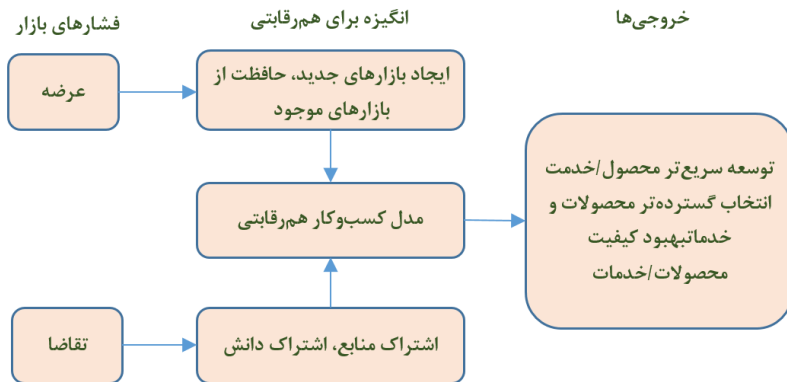 فشارهای بازار
انگیزه برای هم‌رقابتی
خروجی‌ها
عرضه
ایجاد بازارهای جدید، حافظت از
بازارهای موجود
مدل کسب‌وکار هم‌رقابتی
توسعه سریع‌تر محصول/خدمت
انتخاب گسترده‌تر محصولات و
خدماتبهبود کیفیت
محصولات/خدمات
تقاضا
اشتراک منابع، اشتراک دانش